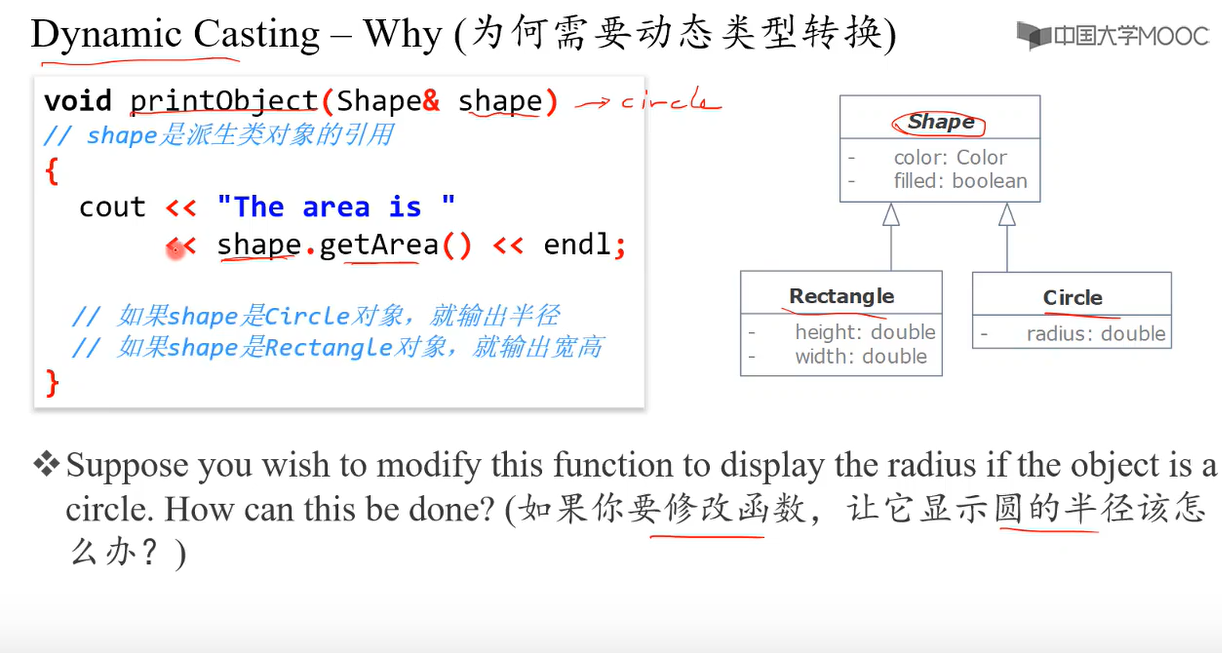 Dynamic Casting – Why (为何需要动态类型转换)
中国大学MOOC
void printObject(Shape& shape) → circle
// shape是派生类对象的引用
{
cout << "The area is "
<< shape.getArea() << endl;
// 如果shape是Circle对象，就输出半径
// 如果shape是Rectangle对象，就输出宽高
}
Shape
- color: Color
- filled: boolean
Rectangle
- height: double
- width: double
Circle
- radius: double
❖Suppose you wish to modify this function to display the radius if the object is a
circle. How can this be done? (如果你要修改函数，让它显示圆的半径该怎
么办？)